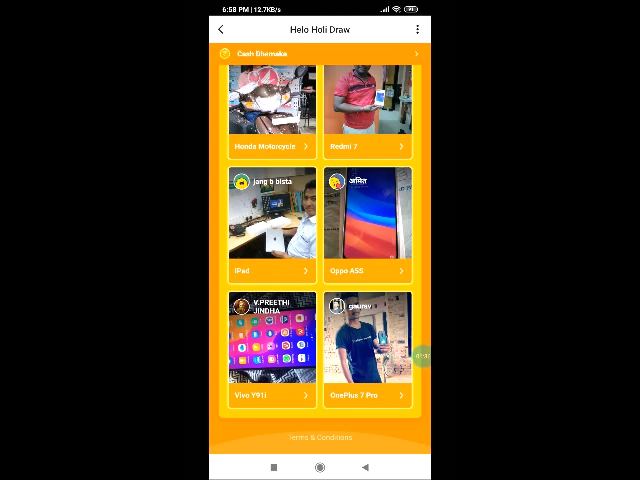 6:58 PM | 12.7KB/s
Helo Holi Draw
Cash Dhamaka
Honda Motorcycle
Redmi 7
jang b bista
अमित
iPad
Oppo A5S
V.PREETHI
JINDHA
gaurav
Vivo Y91i
OnePlus 7 Pro
Terms & Conditions